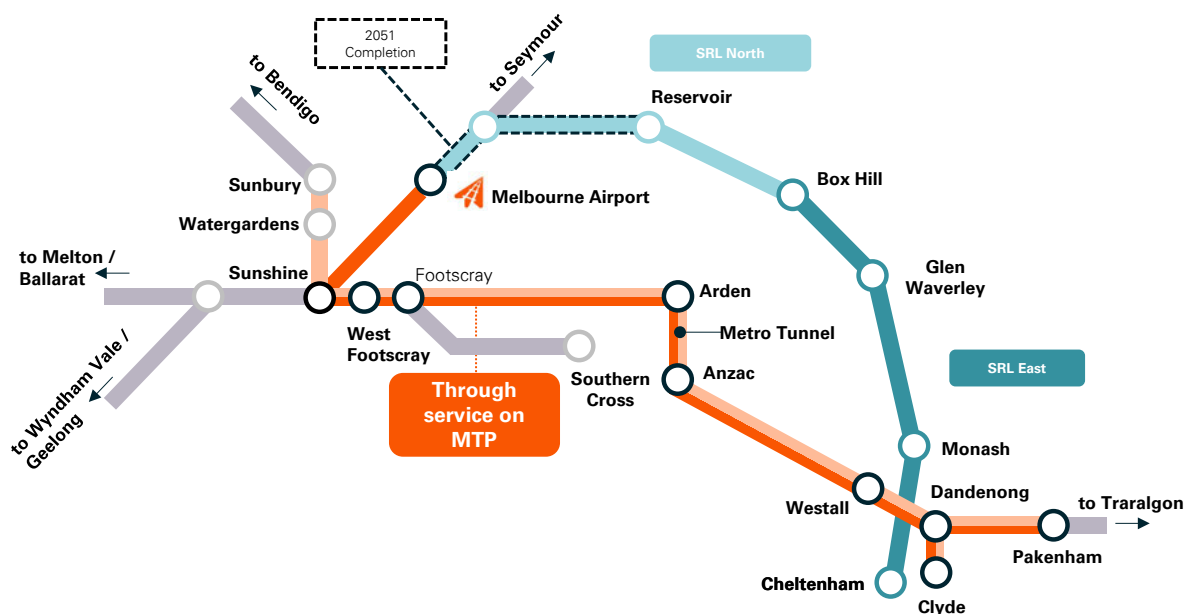 2051
Completion
to Seymour
SRL North
to Bendigo
Reservoir
Sunbury
Melbourne Airport
Box Hill
Watergardens
to Melton /
Ballarat
Sunshine
Footscray
Glen
Waverley
Arden
West
Footscray
Metro Tunnel
Southern
Cross
Anzac
SRL East
to Wyndham Vale /
Geelong
Through
service on
MTP
Monash
Westall
Dandenong
to Traralgon
Pakenham
Cheltenham
Clyde